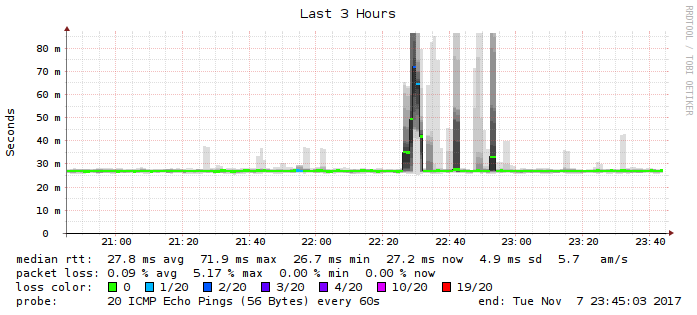 Last 3 Hours
RRDTOOL / TOBI OETIKER
Seconds
80 m
70 m
60 m
50 m
40 m
30 m
20 m
10 m
0
21:00 21:20 21:40 22:00 22:20 22:40 23:00 23:20 23:40
median rtt: 27.8 ms avg 71.9 ms max 26.7 ms min 27.2 ms now 4.9 ms sd 5.7 am/s
packet loss: 0.09 % avg 5.17 % max 0.00 % min 0.00 % now
loss color: 0 1/20 2/20 3/20 4/20 10/20 19/20
probe: 20 ICMP Echo Pings (56 Bytes) every 60s end: Tue Nov 7 23:45:03 2017